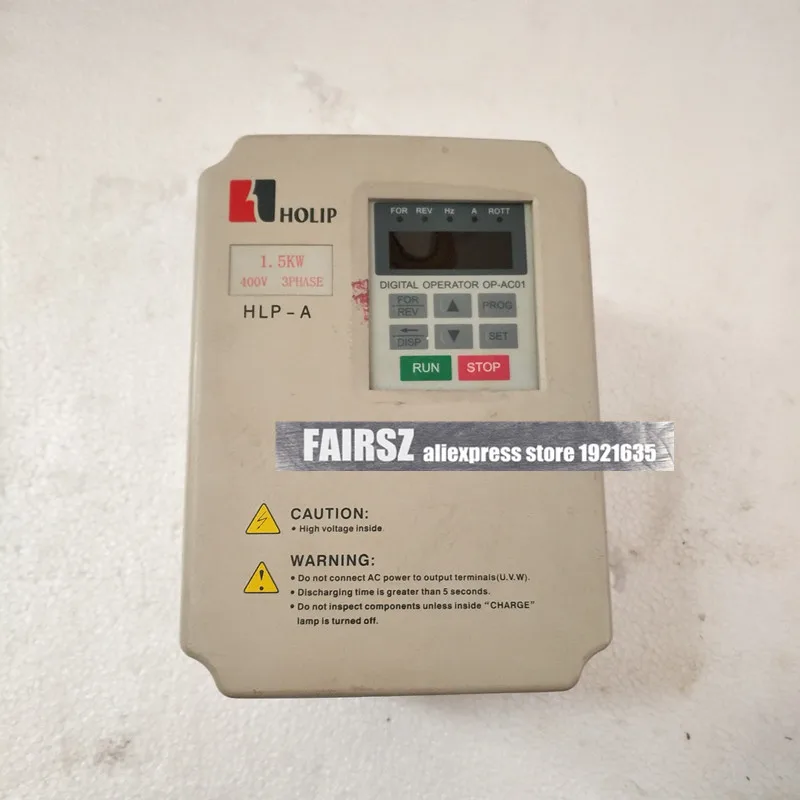 HOLIP
1.5KW
400V 3PHASE
HLP-A
FOR REV Hz A ROTT
DIGITAL OPERATOR OP-AC01
FOR
REV
▲
PROG
←
DISP
▼
SET
RUN
STOP
FAIRSZ aliexpress store 1921635
CAUTION:
• High voltage inside
WARNING:
• Do not connect AC power to output terminals(U.V.W).
• Discharging time is greater than 5 seconds.
• Do not inspect components unless inside “CHARGE”
lamp is turned off.